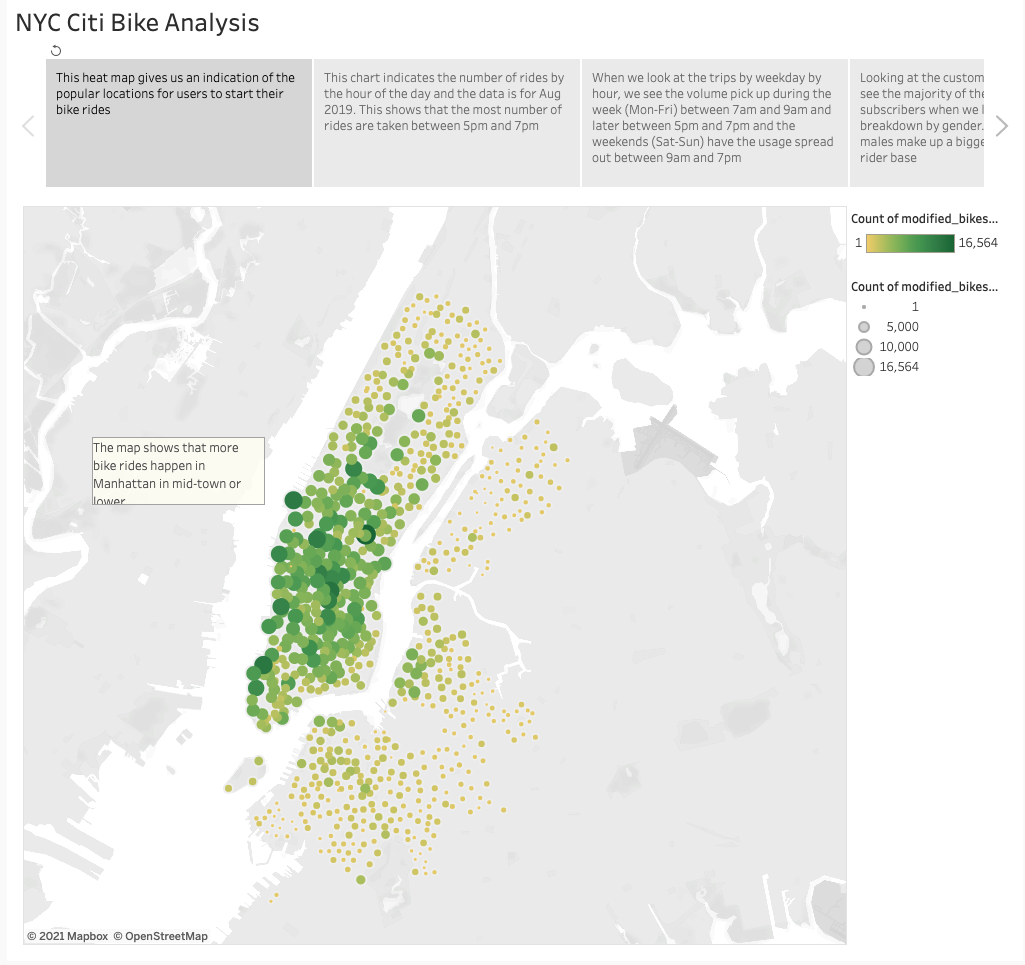 NYC Citi Bike Analysis
This heat map gives us an indication of the
popular locations for users to start their
bike rides
This chart indicates the number of rides by
the hour of the day and the data is for Aug
2019. This shows that the most number of
rides are taken between 5pm and 7pm
When we look at the trips by weekday by
hour, we see the volume pick up during the
week (Mon-Fri) between 7am and 9am and
later between 5pm and 7pm and the
weekends (Sat-Sun) have the usage spread
out between 9am and 7pm
Looking at the custom
see the majority of the
subscribers when we l
breakdown by gender.
males make up a bigge
rider base
The map shows that more
bike rides happen in
Manhattan in mid-town or
lower
Count of modified_bikes...
1 16,564
Count of modified_bikes...
1
5,000
10,000
16,564
© 2021 Mapbox © OpenStreetMap